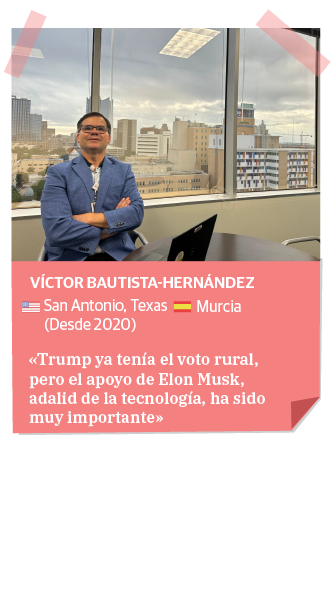 VÍCTOR BAUTISTA-HERNÁNDEZ
San Antonio, Texas Murcia
(Desde 2020)
«Trump ya tenía el voto rural,
pero el apoyo de Elon Musk,
adalid de la tecnología, ha sido
muy importante»